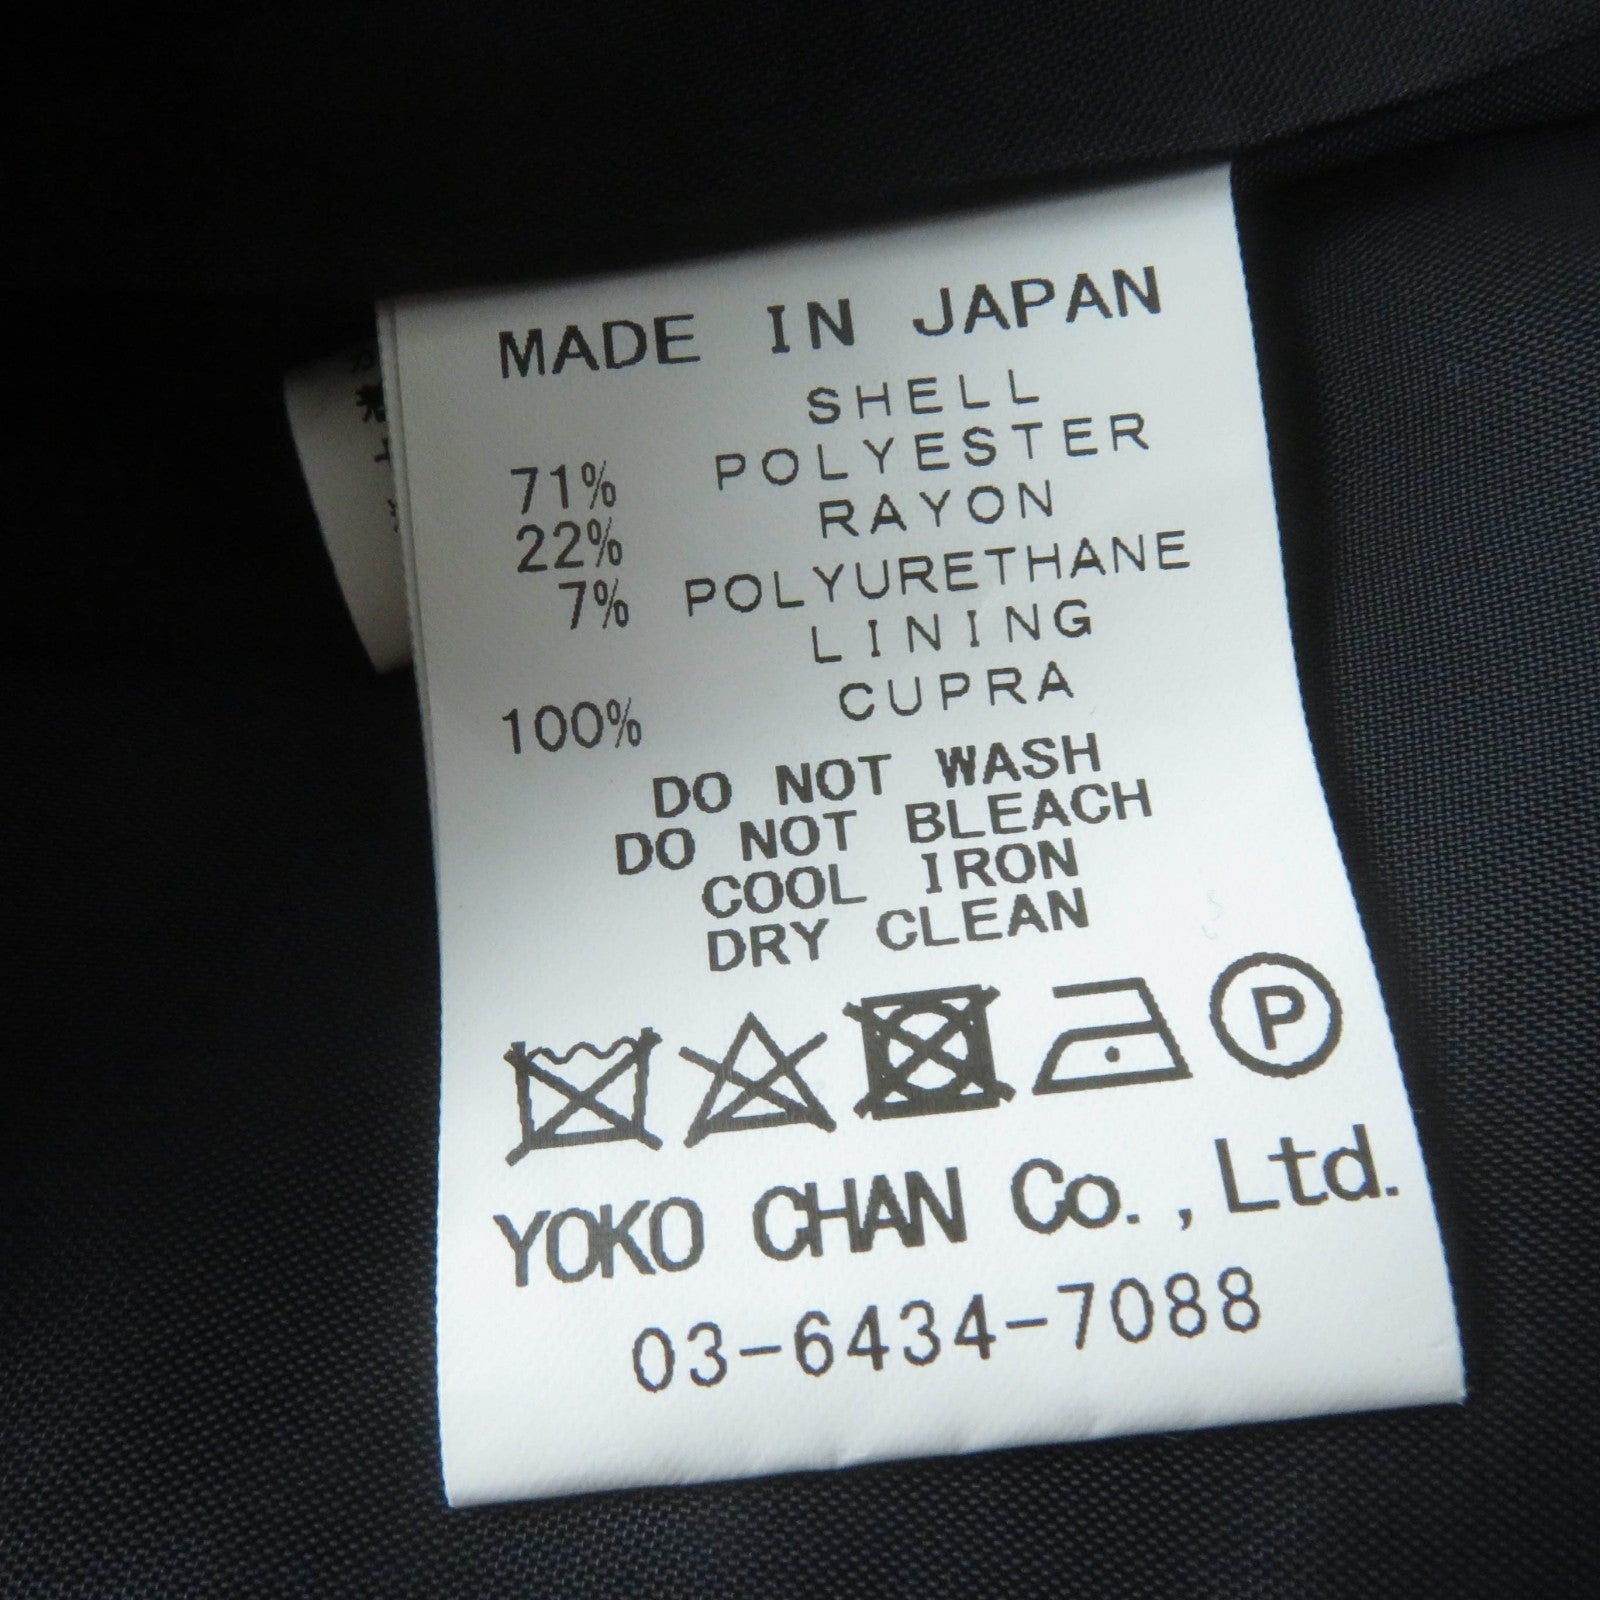 MADE IN JAPAN
SHELL
71% POLYESTER
22% RAYON
7% POLYURETHANE
LINING
100% CUPRA
DO NOT WASH
DO NOT BLEACH
COOL IRON
DRY CLEAN
P
YOKO CHAN Co., Ltd.
03-6434-7088